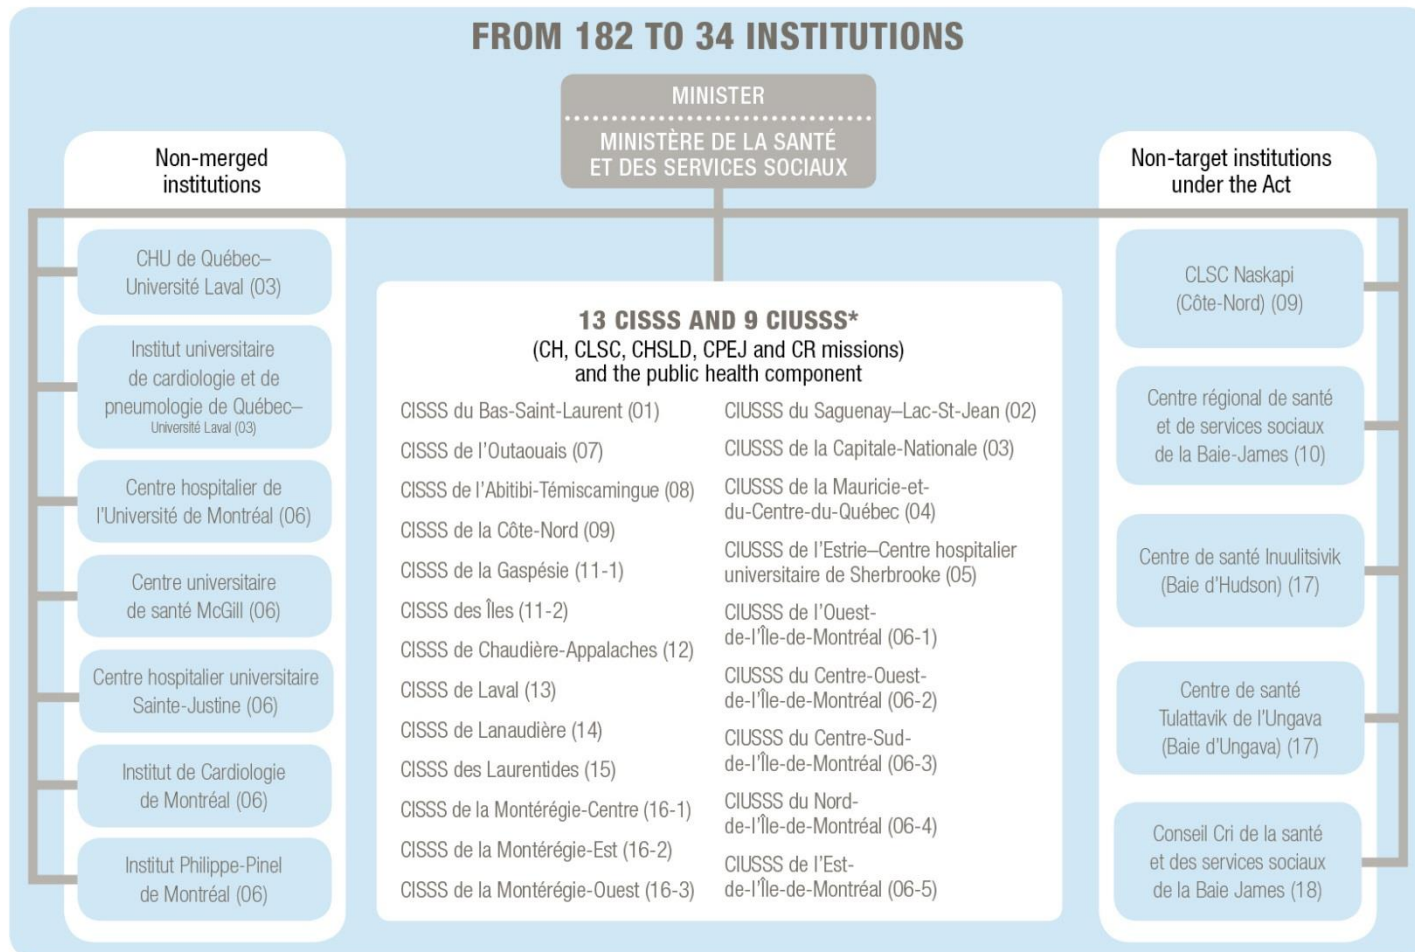 FROM 182 TO 34 INSTITUTIONS
MINISTER
MINISTÈRE DE LA SANTÉ
ET DES SERVICES SOCIAUX
Non-merged
institutions
CHU de Québec–
Université Laval (03)
Institut universitaire
de cardiologie et de
pneumologie de Québec–
Université Laval (03)
Centre hospitalier de
l'Université de Montréal (06)
Centre universitaire
de santé McGill (06)
Centre hospitalier universitaire
Sainte-Justine (06)
Institut de Cardiologie
de Montréal (06)
Institut Philippe-Pinel
de Montréal (06)
13 CISSS AND 9 CIUSSS*
(CH, CLSC, CHSLD, CPEJ and CR missions)
and the public health component
CISSS du Bas-Saint-Laurent (01)
CISSS de l'Outaouais (07)
CISSS de l'Abitibi-Témiscamingue (08)
CISSS de la Côte-Nord (09)
CISSS de la Gaspésie (11-1)
CISSS des Îles (11-2)
CISSS de Chaudière-Appalaches (12)
CISSS de Laval (13)
CISSS de Lanaudière (14)
CISSS des Laurentides (15)
CISSS de la Montérégie-Centre (16-1)
CISSS de la Montérégie-Est (16-2)
CISSS de la Montérégie-Ouest (16-3)
CIUSSS du Saguenay–Lac-St-Jean (02)
CIUSSS de la Capitale-Nationale (03)
CIUSSS de la Mauricie-et-
du-Centre-du-Québec (04)
CIUSSS de l'Estrie–Centre hospitalier
universitaire de Sherbrooke (05)
CIUSSS de l'Ouest-
de-l'Île-de-Montréal (06-1)
CIUSSS du Centre-Ouest-
de-l'Île-de-Montréal (06-2)
CIUSSS du Centre-Sud-
de-l'Île-de-Montréal (06-3)
CIUSSS du Nord-
de-l'Île-de-Montréal (06-4)
CIUSSS de l'Est-
de-l'Île-de-Montréal (06-5)
Non-target institutions
under the Act
CLSC Naskapi
(Côte-Nord) (09)
Centre régional de santé
et de services sociaux
de la Baie-James (10)
Centre de santé Inuulitsivik
(Baie d'Hudson) (17)
Centre de santé
Tulattavik de l'Ungava
(Baie d'Ungava) (17)
Conseil Cri de la santé
et des services sociaux
de la Baie James (18)